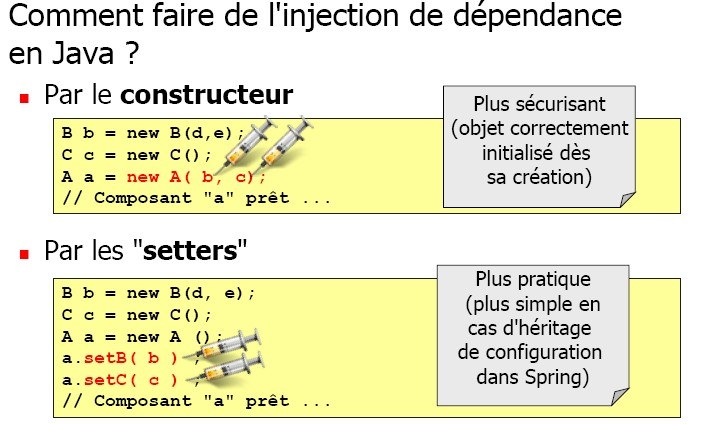 Comment faire de l'injection de dépendance
en Java ?
Par le constructeur
B b = new B(d,e);
C c = new C();
A a = new A( b, c);
// Composant "a" prêt ...
Plus sécurisant
(objet correctement
initialisé dès
sa création)
Par les "setters"
B b = new B(d, e);
C c = new C();
A a = new A ();
a.setB( b ) ;
a.setC( c ) ;
// Composant "a" prêt ...
Plus pratique
(plus simple en
cas d'héritage
de configuration
dans Spring)